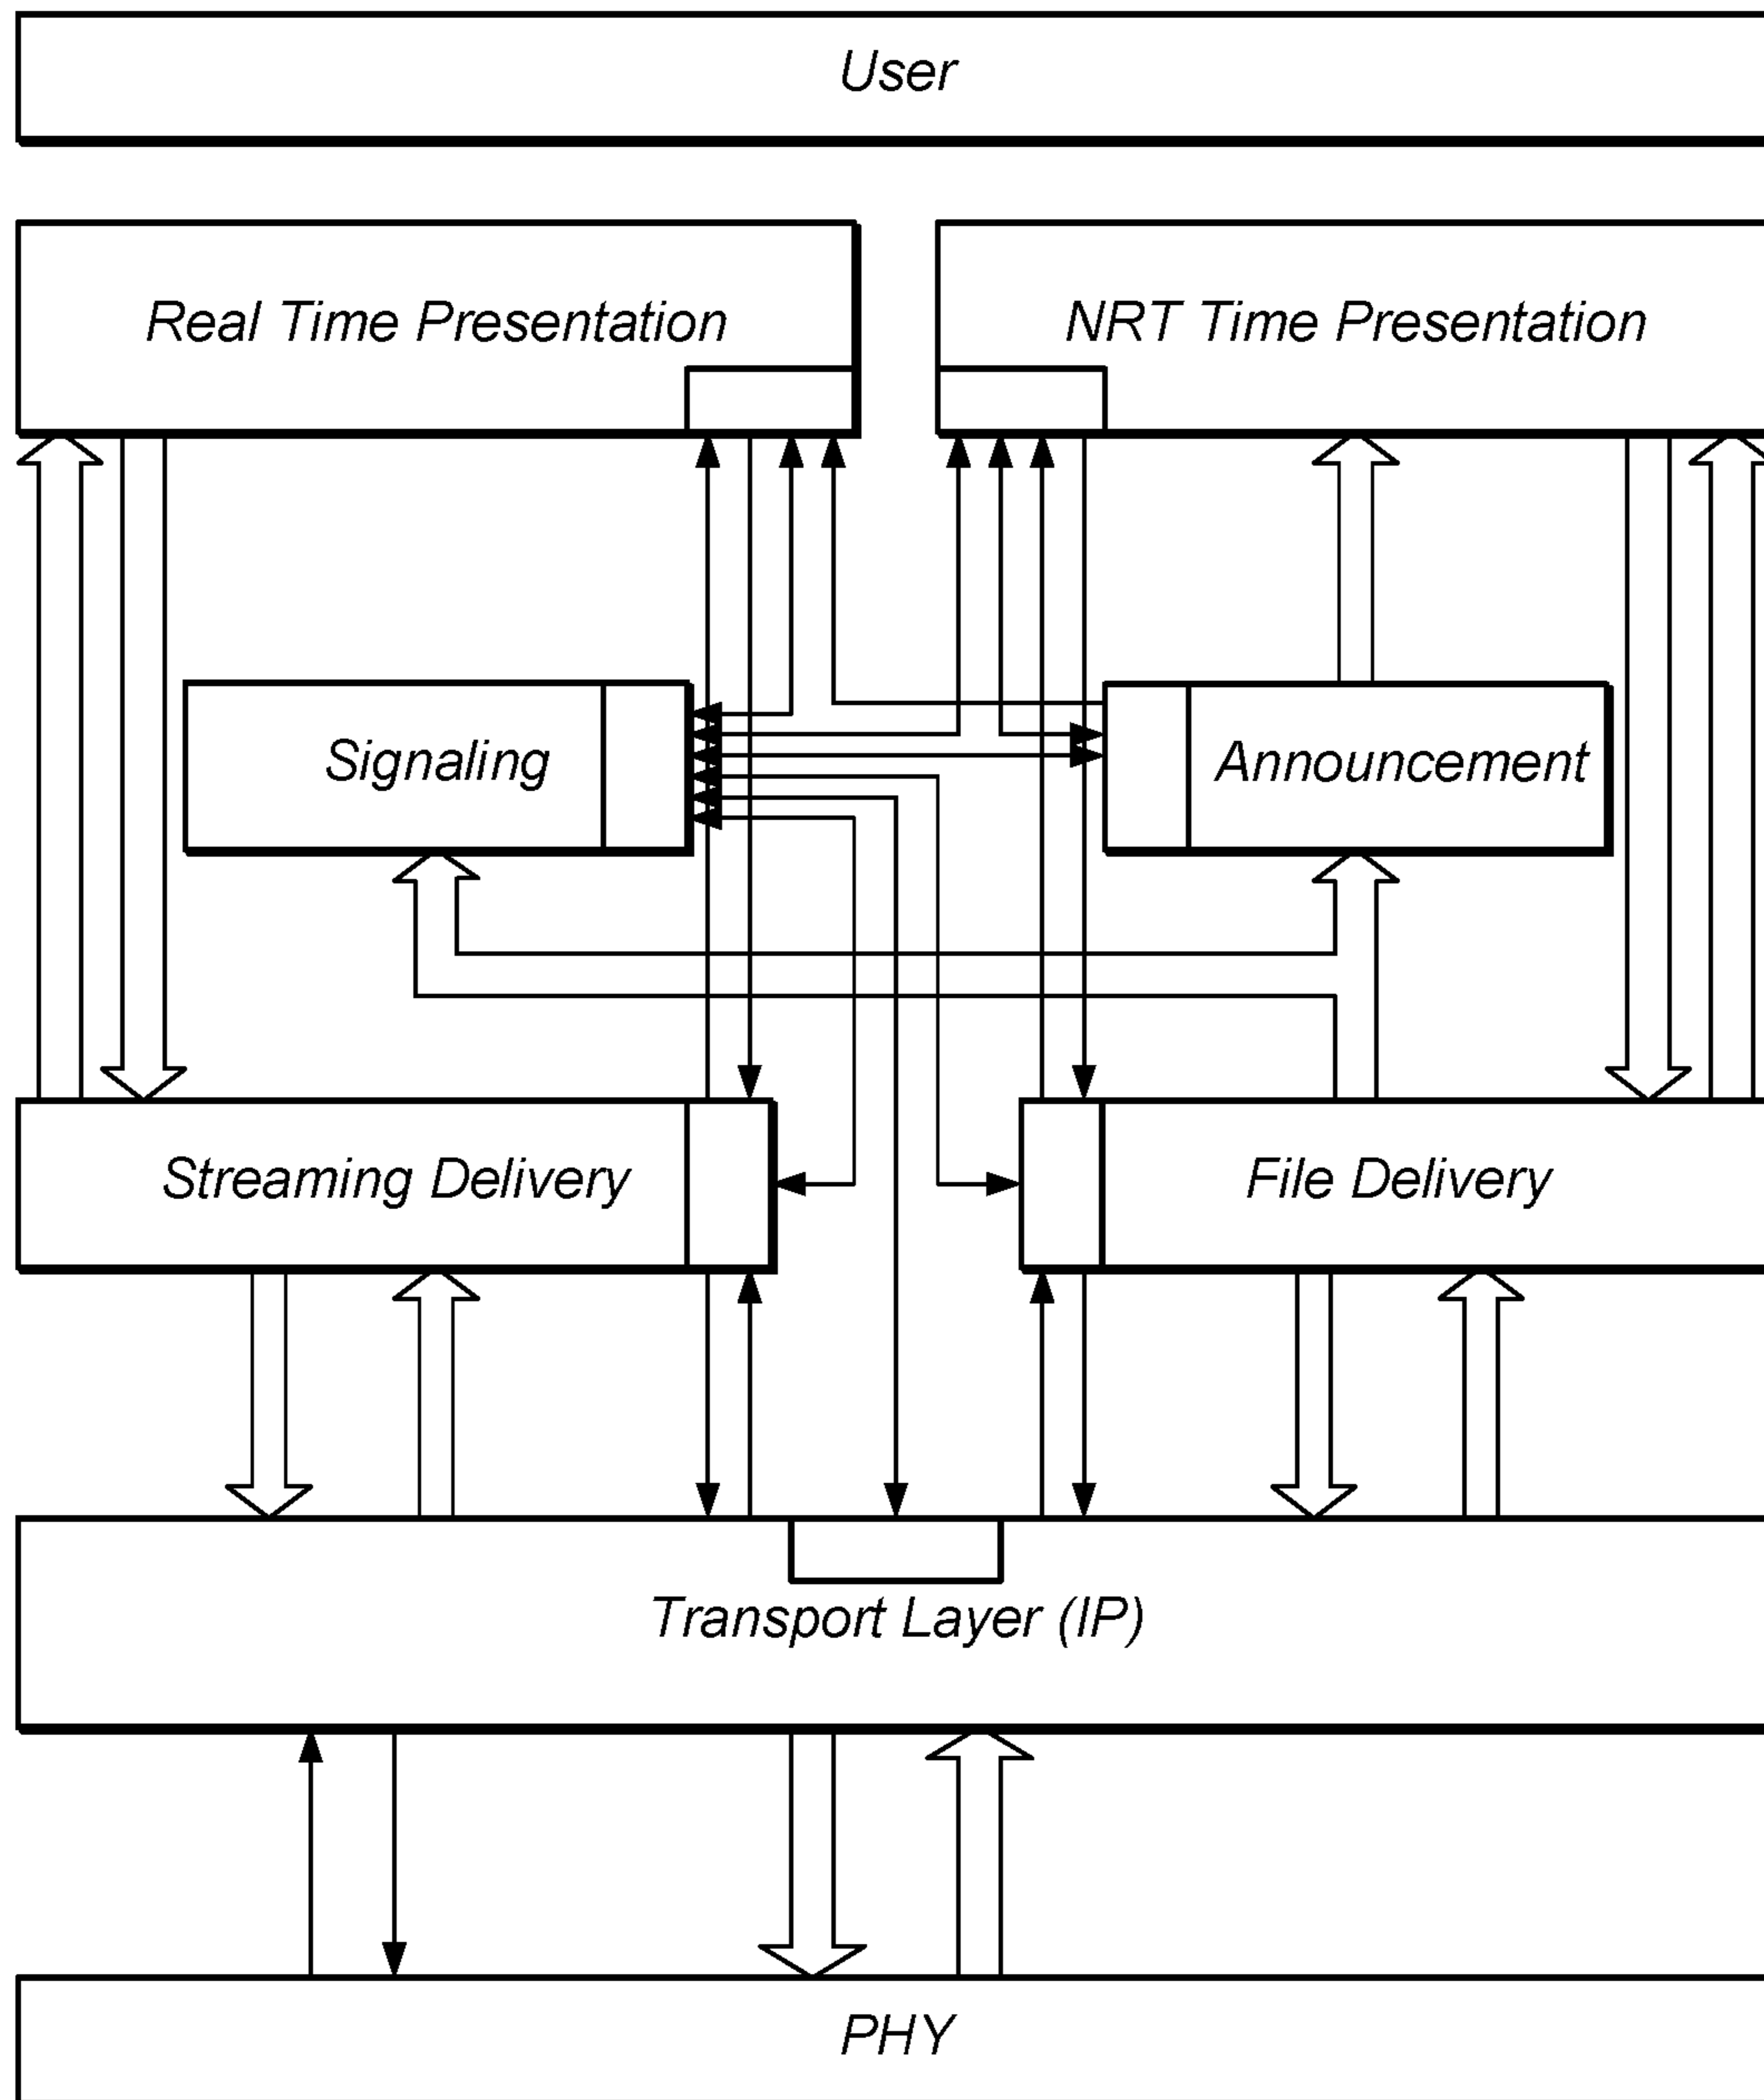 User
Real Time Presentation
NRT Time Presentation
Signaling
Announcement
Streaming Delivery
File Delivery
Transport Layer (IP)
PHY